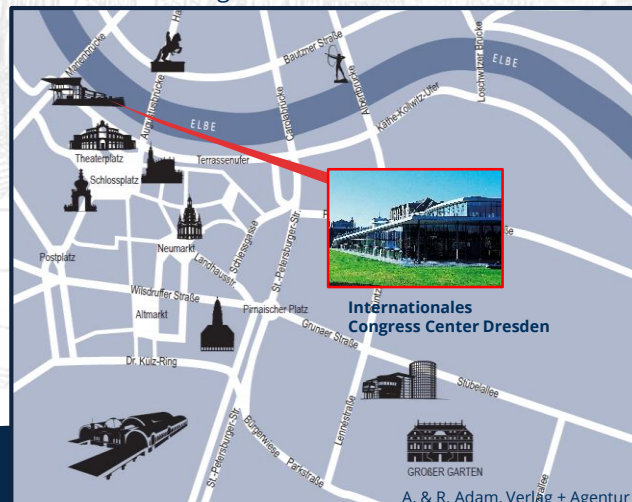 Marienbrücke
Bautzner Straße
Loschwitzer Brücke
ELBE
Augustusbrücke
ELBE
Carolabrücke
Albertbrücke
Käthe-Kollwitz-Ufer
Theaterplatz
Terrassenufer
Schlossplatz
Neumarkt
Landhausstr.
Schiessgasse
St.-Petersburger-Str.
Postplatz
Wilsdruffer Straße
Altmarkt
Pirnaischer Platz
Internationales
Congress Center Dresden
Grunaer Straße
Dr. Külz-Ring
Stübelallee
St.-Petersburger-Str.
Bürgerwiese
Parkstraße
Lennéstraße
GROßER GARTEN
A. & R. Adam, Verlag + Agentur